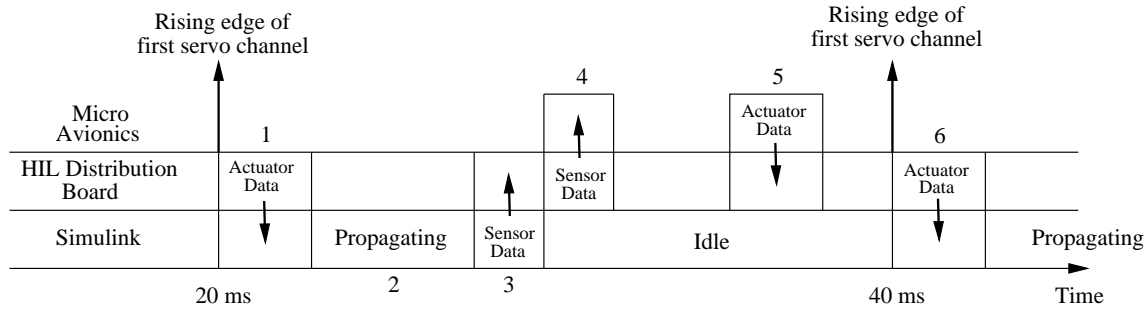 Rising edge of
first servo channel
Rising edge of
first servo channel
4
5
Micro
Avionics
1
Actuator
Data
6
HIL Distribution
Board
Actuator
Data
Sensor
Data
Actuator
Data
Simulink
Propagating
Sensor
Data
Idle
Propagating
2
3
20 ms
40 ms
Time